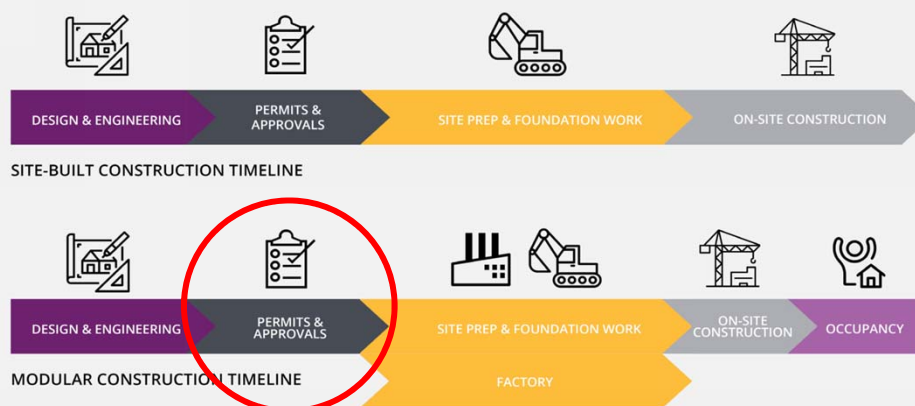 DESIGN & ENGINEERING
PERMITS &
APPROVALS
SITE PREP & FOUNDATION WORK
ON-SITE CONSTRUCTION
SITE-BUILT CONSTRUCTION TIMELINE
DESIGN & ENGINEERING
PERMITS &
APPROVALS
SITE PREP & FOUNDATION WORK
ON-SITE
CONSTRUCTION
OCCUPANCY
MODULAR CONSTRUCTION TIMELINE
FACTORY